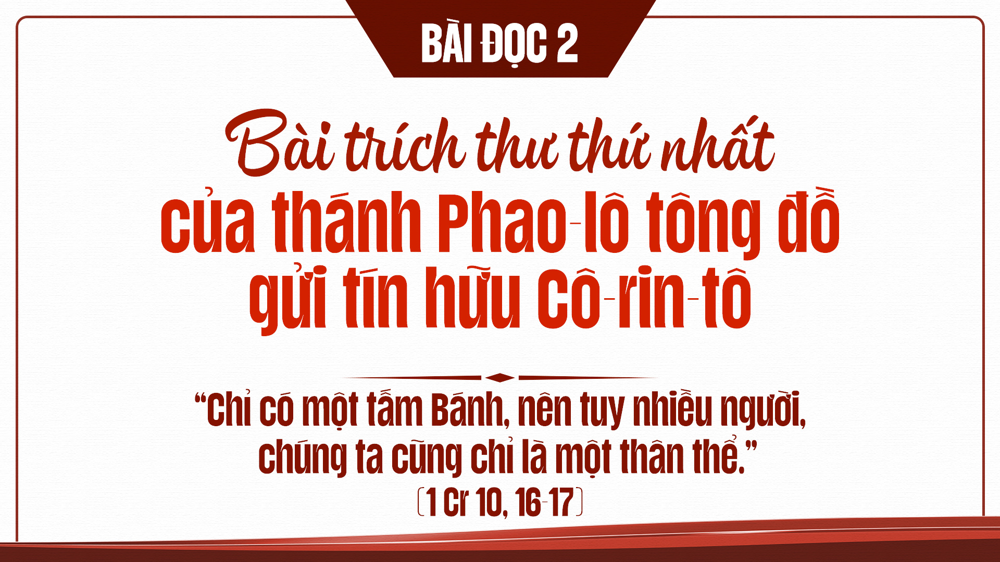 BÀI ĐỌC 2
Bài trích thư thứ nhất
của thánh Phao-lô tông đồ
gửi tín hữu Cô-rin-tô
“Chỉ có một tấm Bánh, nên tuy nhiều người,
chúng ta cũng chỉ là một thân thể.”
(1 Cr 10, 16-17)